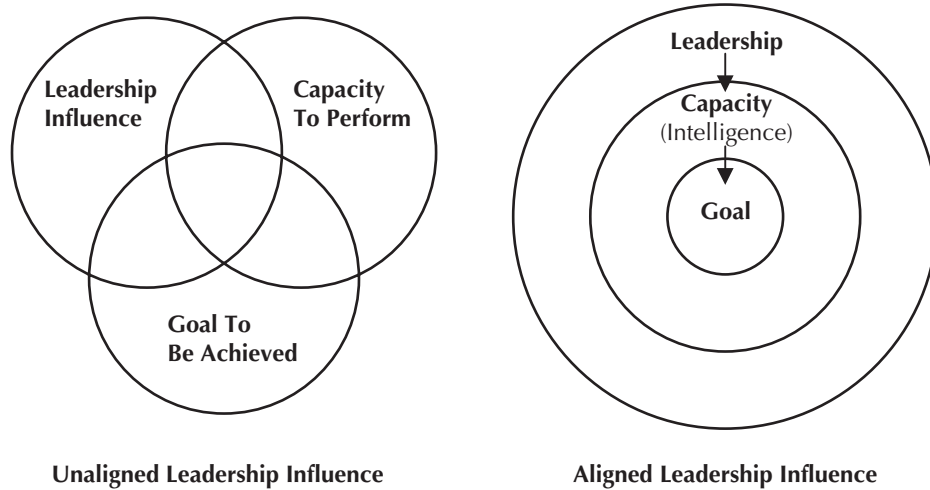 Leadership
Influence
Capacity
To Perform
Goal To
Be Achieved
Unaligned Leadership Influence
Leadership
Capacity
(Intelligence)
Goal
Aligned Leadership Influence